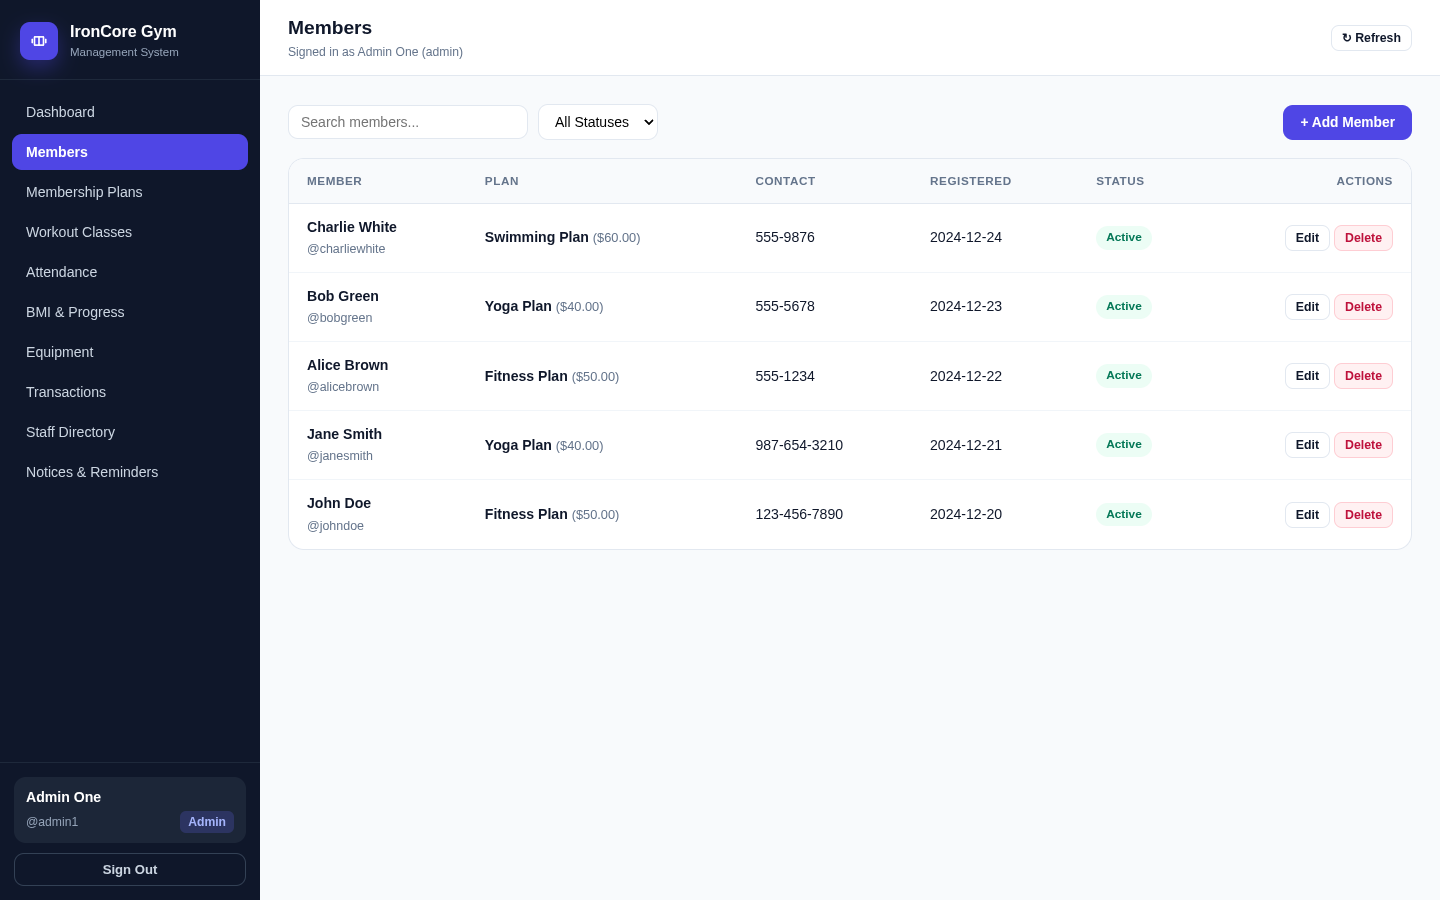 IronCore Gym
Management System
Dashboard
Members
Membership Plans
Workout Classes
Attendance
BMI & Progress
Equipment
Transactions
Staff Directory
Notices & Reminders
Admin One
@admin1 Admin
Sign Out
Members
Signed in as Admin One (admin)
↻ Refresh
Search members... All Statuses + Add Member
MEMBER PLAN CONTACT REGISTERED STATUS ACTIONS
Charlie White
@charliewhite
Swimming Plan ($60.00) 555-9876 2024-12-24 Active Edit Delete
Bob Green
@bobgreen
Yoga Plan ($40.00) 555-5678 2024-12-23 Active Edit Delete
Alice Brown
@alicebrown
Fitness Plan ($50.00) 555-1234 2024-12-22 Active Edit Delete
Jane Smith
@janesmith
Yoga Plan ($40.00) 987-654-3210 2024-12-21 Active Edit Delete
John Doe
@johndoe
Fitness Plan ($50.00) 123-456-7890 2024-12-20 Active Edit Delete